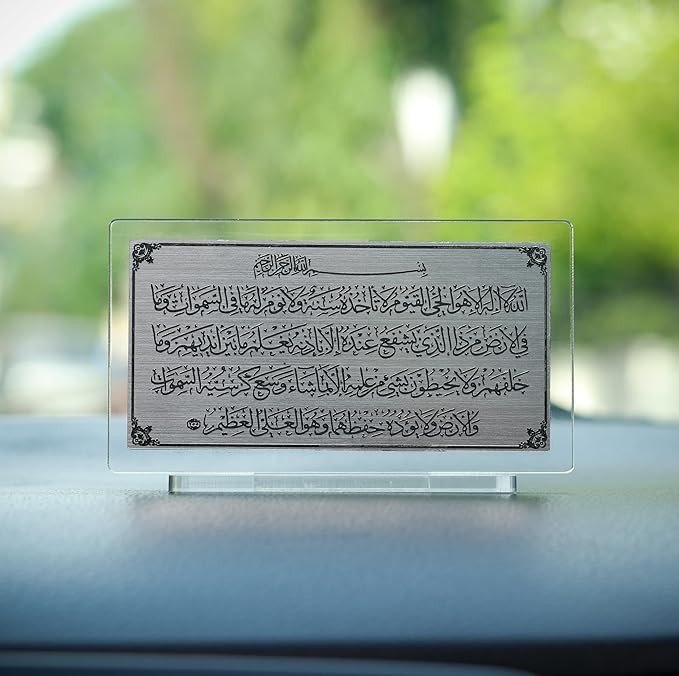 بسم الله الرحمن الرحيم
الله لا إله إلا هو الحي القيوم لا تأخذه سنة ولا نوم له ما في السموات وما
في الأرض من ذا الذي يشفع عنده إلا بإذنه يعلم ما بين أيديهم وما
خلفهم ولا يحيطون بشيء من علمه إلا بما شاء وسع كرسيه السموات
والأرض ولا يؤده حفظهما وهو العلي العظيم